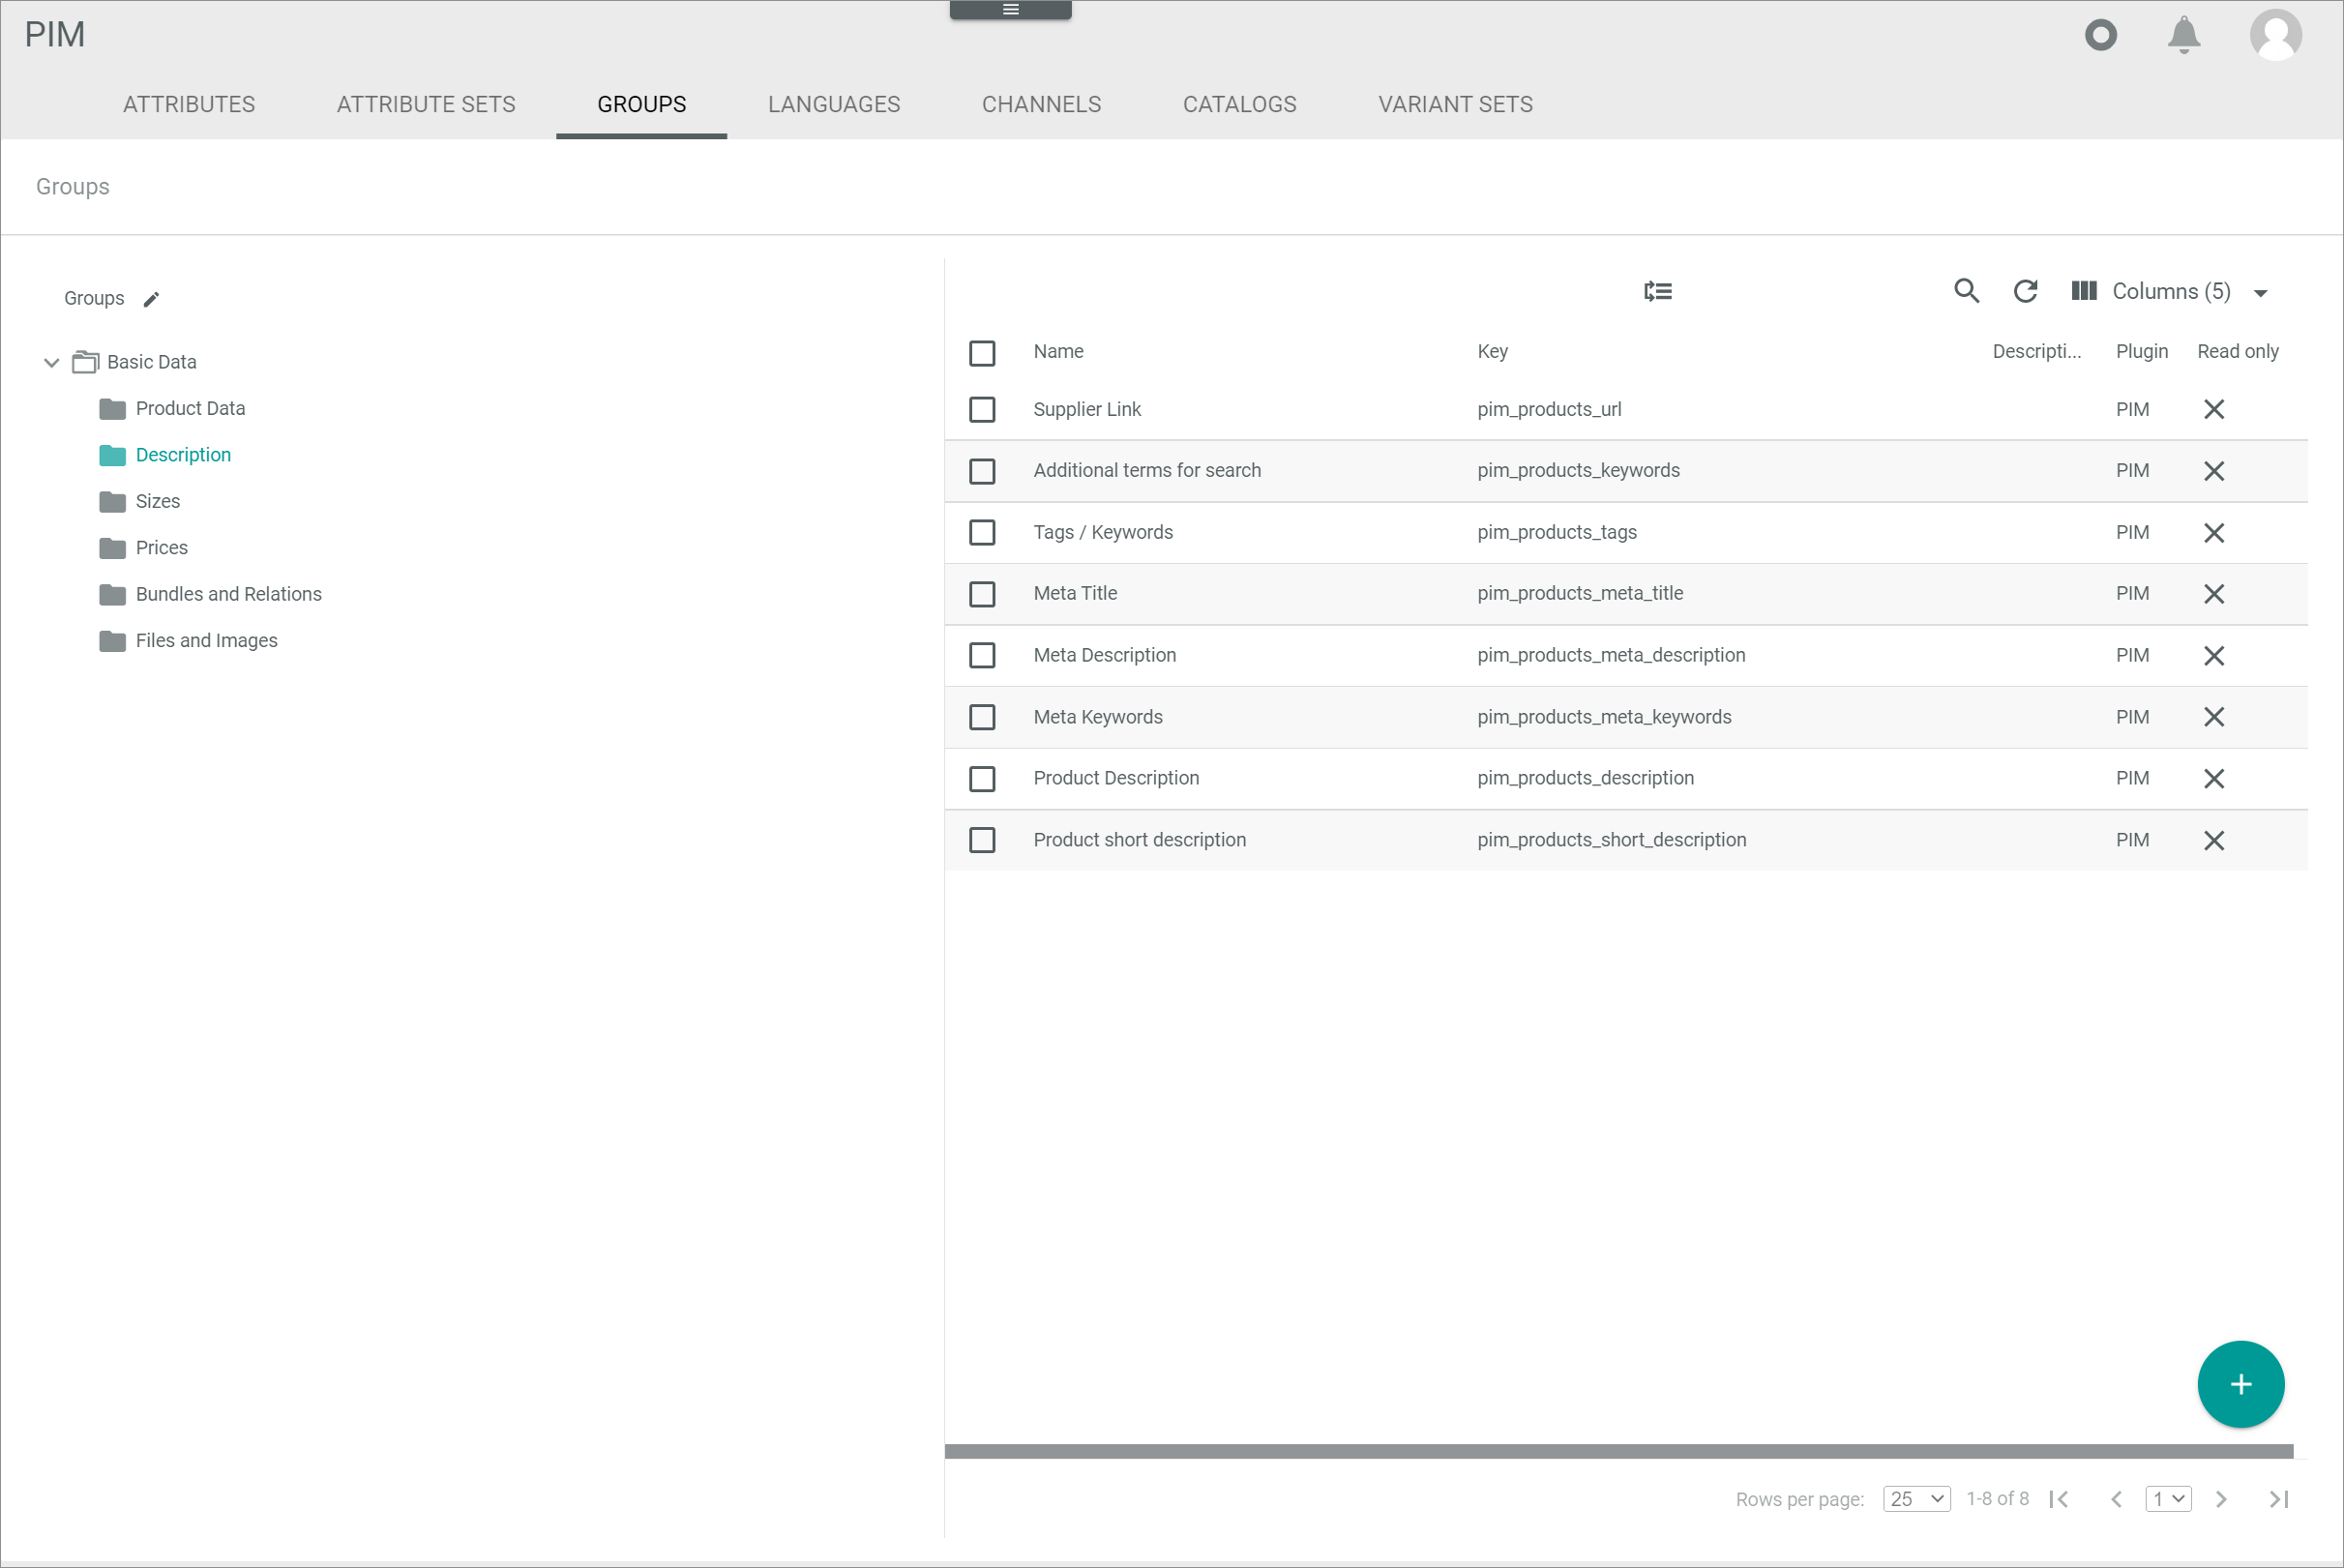 PIM
ATTRIBUTES ATTRIBUTE SETS GROUPS LANGUAGES CHANNELS CATALOGS VARIANT SETS
Groups
Groups
Basic Data
Product Data
Description
Sizes
Prices
Bundles and Relations
Files and Images
Columns (5)
Name Key Descripti... Plugin Read only
Supplier Link pim_products_url PIM
Additional terms for search pim_products_keywords PIM
Tags / Keywords pim_products_tags PIM
Meta Title pim_products_meta_title PIM
Meta Description pim_products_meta_description PIM
Meta Keywords pim_products_meta_keywords PIM
Product Description pim_products_description PIM
Product short description pim_products_short_description PIM
Rows per page: 25 1-8 of 8 1